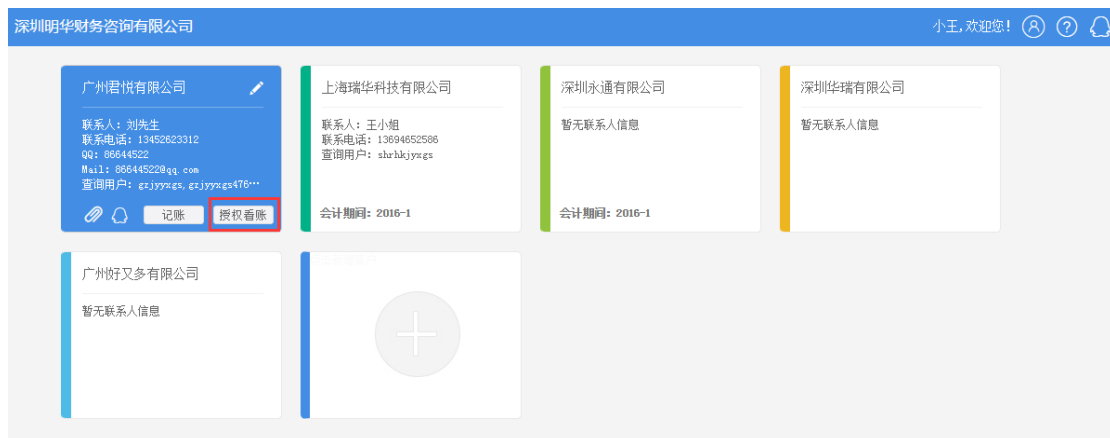 深圳明华财务咨询有限公司
小王,欢迎您!
广州君悦有限公司
联系人: 刘先生
联系电话: 13452623312
QQ: 86644522
Mail: 86644522@qq.com
查询用户: gzjyyxgs,gzjyyxgs476…
记账
授权看账
上海瑞华科技有限公司
联系人: 王小姐
联系电话: 13694652586
查询用户: shrhkjyxgs
会计期间: 2016-1
深圳永通有限公司
暂无联系人信息
会计期间: 2016-1
深圳华瑞有限公司
暂无联系人信息
广州好又多有限公司
暂无联系人信息